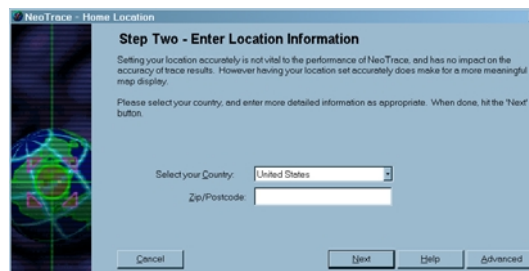 NeoTrace - Home Location
Step Two - Enter Location Information
Setting your location accurately is not vital to the performance of NeoTrace, and has no impact on the
accuracy of trace results. However having your location set accurately does make for a more meaningful
map display.
Please select your country, and enter more detailed information as appropriate. When done, hit the 'Next'
button.
Select your Country: United States
Zip/Postcode:
Cancel Next Help Advanced